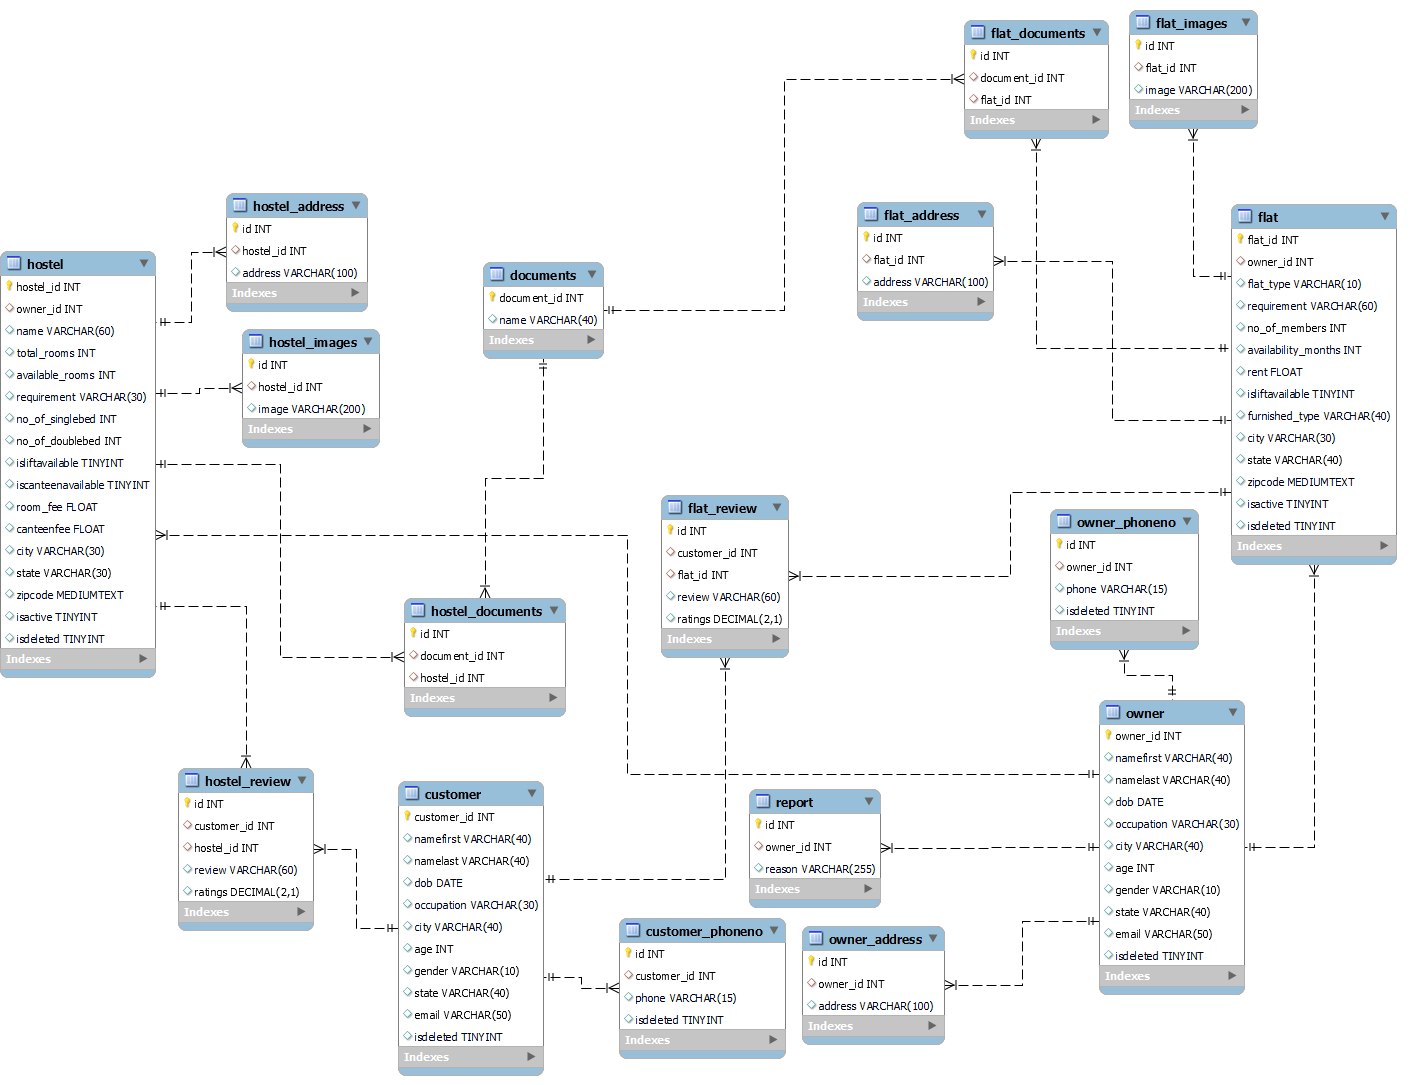 flat_documents
id INT
document_id INT
flat_id INT
Indexes
flat_images
id INT
flat_id INT
image VARCHAR(200)
Indexes
hostel_address
id INT
hostel_id INT
address VARCHAR(100)
Indexes
flat_address
id INT
flat_id INT
address VARCHAR(100)
Indexes
flat
flat_id INT
owner_id INT
flat_type VARCHAR(10)
requirement VARCHAR(60)
no_of_members INT
availability_months INT
rent FLOAT
isliftavailable TINYINT
furnished_type VARCHAR(40)
city VARCHAR(30)
state VARCHAR(40)
zipcode MEDIUMTEXT
isactive TINYINT
isdeleted TINYINT
Indexes
hostel
hostel_id INT
owner_id INT
name VARCHAR(60)
total_rooms INT
available_rooms INT
requirement VARCHAR(30)
no_of_singlebed INT
no_of_doublebed INT
isliftavailable TINYINT
iscanteenavailable TINYINT
room_fee FLOAT
canteenfee FLOAT
city VARCHAR(30)
state VARCHAR(30)
zipcode MEDIUMTEXT
isactive TINYINT
isdeleted TINYINT
Indexes
documents
document_id INT
name VARCHAR(40)
Indexes
hostel_images
id INT
hostel_id INT
image VARCHAR(200)
Indexes
flat_review
id INT
customer_id INT
flat_id INT
review VARCHAR(60)
ratings DECIMAL(2,1)
Indexes
owner_phoneno
id INT
owner_id INT
phone VARCHAR(15)
isdeleted TINYINT
Indexes
hostel_documents
id INT
document_id INT
hostel_id INT
Indexes
owner
owner_id INT
namefirst VARCHAR(40)
namelast VARCHAR(40)
dob DATE
occupation VARCHAR(30)
city VARCHAR(40)
age INT
gender VARCHAR(10)
state VARCHAR(40)
email VARCHAR(50)
isdeleted TINYINT
Indexes
hostel_review
id INT
customer_id INT
hostel_id INT
review VARCHAR(60)
ratings DECIMAL(2,1)
Indexes
customer
customer_id INT
namefirst VARCHAR(40)
namelast VARCHAR(40)
dob DATE
occupation VARCHAR(30)
city VARCHAR(40)
age INT
gender VARCHAR(10)
state VARCHAR(40)
email VARCHAR(50)
isdeleted TINYINT
Indexes
report
id INT
owner_id INT
reason VARCHAR(255)
Indexes
customer_phoneno
id INT
customer_id INT
phone VARCHAR(15)
isdeleted TINYINT
Indexes
owner_address
id INT
owner_id INT
address VARCHAR(100)
Indexes